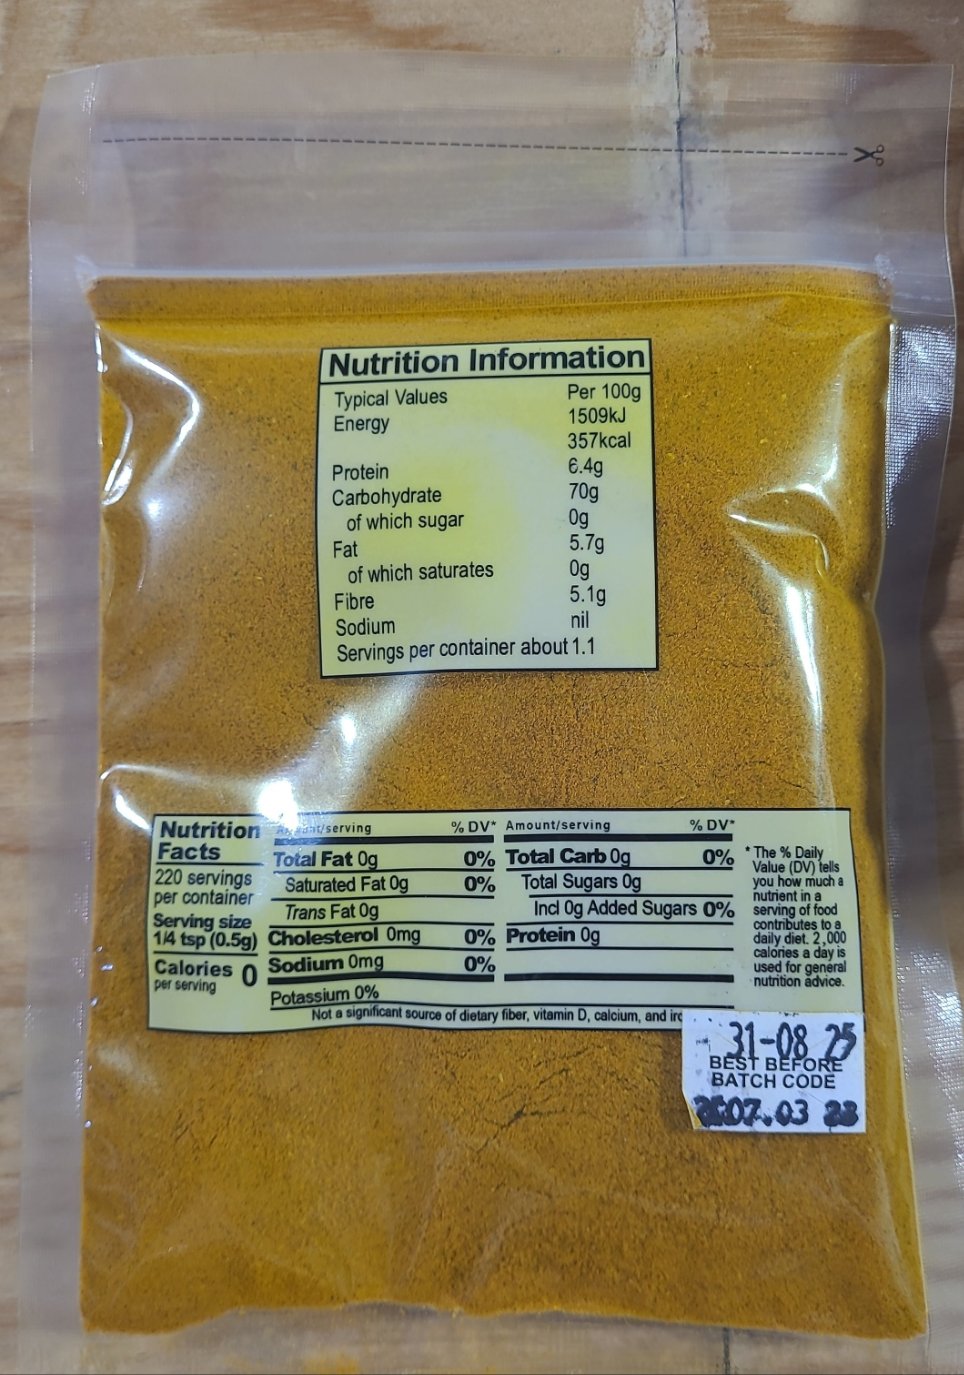 Nutrition Information
Typical Values Per 100g
Energy 1509kJ
357kcal
Protein 6.4g
Carbohydrate 70g
of which sugar 0g
Fat 5.7g
of which saturates 0g
Fibre 5.1g
Sodium nil
Servings per container about 1.1
Nutrition
Facts
220 servings
per container
Serving size
1/4 tsp (0.5g)
Calories 0
per serving
Amount/serving % DV*
Total Fat 0g 0%
Saturated Fat 0g 0%
Trans Fat 0g
Cholesterol 0mg 0%
Sodium 0mg 0%
Potassium 0%
Amount/serving % DV*
Total Carb 0g 0%
Total Sugars 0g
Incl 0g Added Sugars 0%
Protein 0g
Not a significant source of dietary fiber, vitamin D, calcium, and
* The % Daily
Value (DV) tells
you how much a
nutrient in a
serving of food
contributes to a
daily diet. 2,000
calories a day is
used for general
nutrition advice.
31-08 25
BEST BEFORE
BATCH CODE